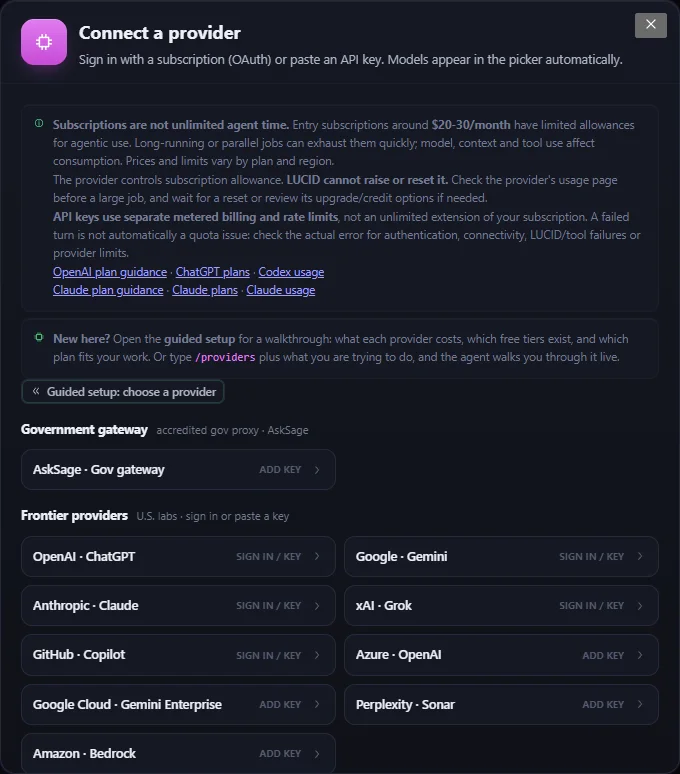 Connect a provider
Sign in with a subscription (OAuth) or paste an API key. Models appear in the picker automatically.
Subscriptions are not unlimited agent time. Entry subscriptions around $20-30/month have limited allowances
for agentic use. Long-running or parallel jobs can exhaust them quickly; model, context and tool use affect
consumption. Prices and limits vary by plan and region.
The provider controls subscription allowance. LUCID cannot raise or reset it. Check the provider's usage page
before a large job, and wait for a reset or review its upgrade/credit options if needed.
API keys use separate metered billing and rate limits, not an unlimited extension of your subscription. A failed
turn is not automatically a quota issue: check the actual error for authentication, connectivity, LUCID/tool failures or
provider limits.
OpenAI plan guidance · ChatGPT plans · Codex usage
Claude plan guidance · Claude plans · Claude usage
New here? Open the guided setup for a walkthrough: what each provider costs, which free tiers exist, and which
plan fits your work. Or type /providers plus what you are trying to do, and the agent walks you through it live.
« Guided setup: choose a provider
Government gateway accredited gov proxy · AskSage
AskSage · Gov gateway ADD KEY
Frontier providers U.S. labs · sign in or paste a key
OpenAI · ChatGPT SIGN IN / KEY
Google · Gemini SIGN IN / KEY
Anthropic · Claude SIGN IN / KEY
xAI · Grok SIGN IN / KEY
GitHub · Copilot SIGN IN / KEY
Azure · OpenAI ADD KEY
Google Cloud · Gemini Enterprise ADD KEY
Perplexity · Sonar ADD KEY
Amazon · Bedrock ADD KEY